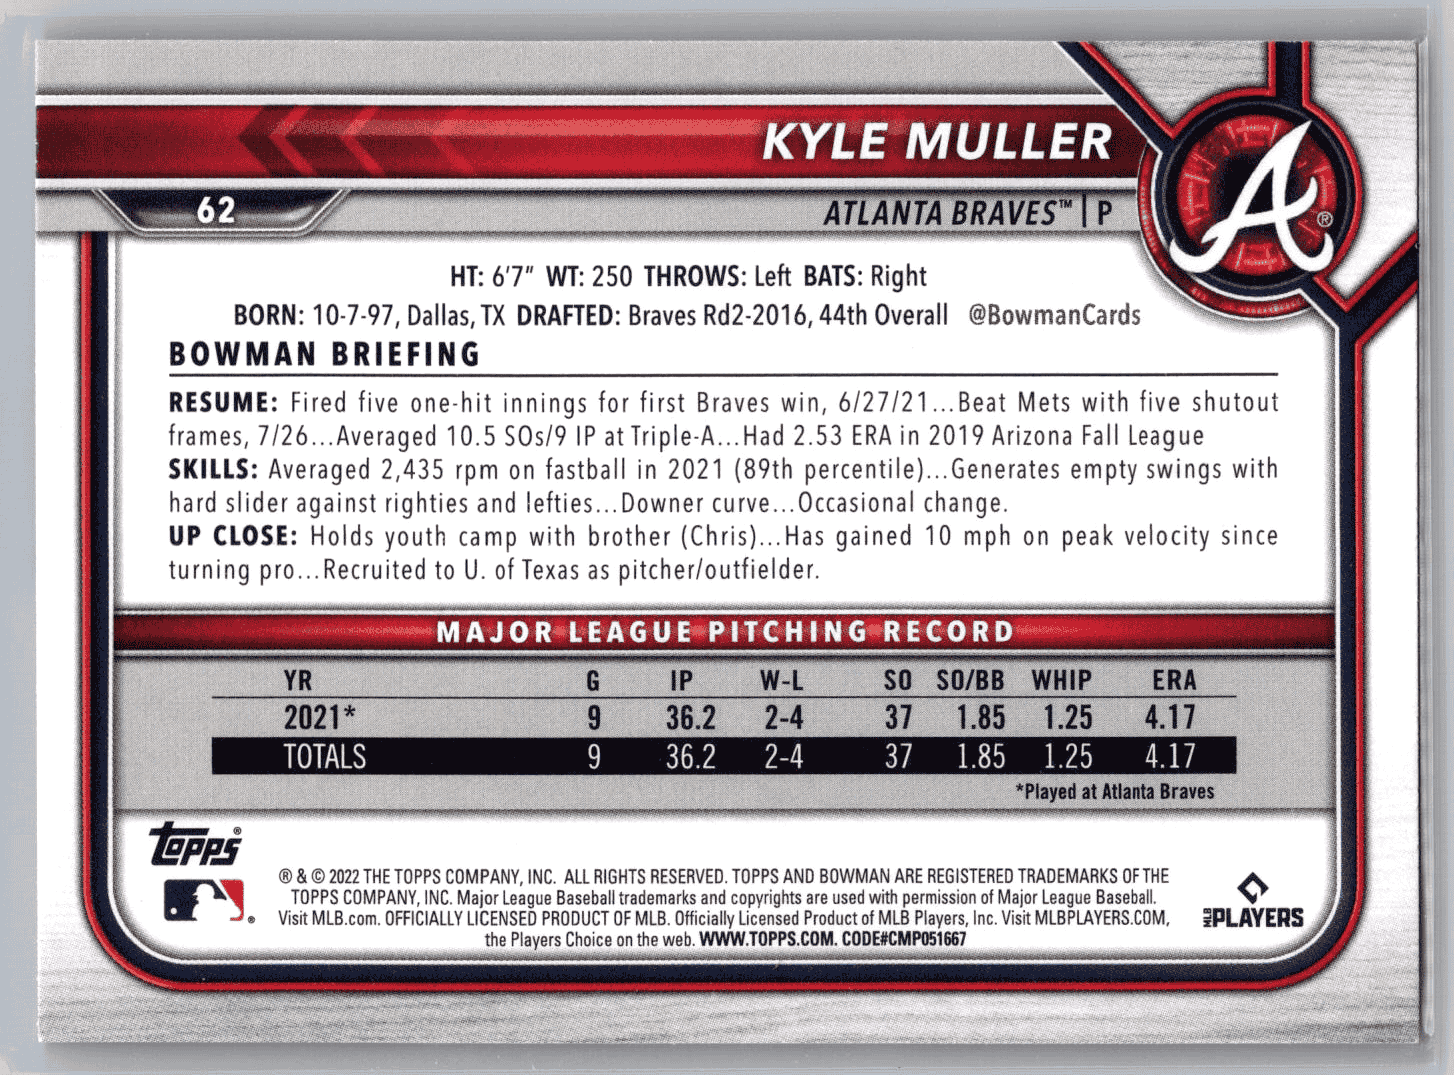 KYLE MULLER
62
ATLANTA BRAVES™ | P
A®
HT: 6'7" WT: 250 THROWS: Left BATS: Right
BORN: 10-7-97, Dallas, TX DRAFTED: Braves Rd2-2016, 44th Overall @BowmanCards
BOWMAN BRIEFING
RESUME: Fired five one-hit innings for first Braves win, 6/27/21...Beat Mets with five shutout
frames, 7/26...Averaged 10.5 SOs/9 IP at Triple-A...Had 2.53 ERA in 2019 Arizona Fall League
SKILLS: Averaged 2,435 rpm on fastball in 2021 (89th percentile)...Generates empty swings with
hard slider against righties and lefties...Downer curve...Occasional change.
UP CLOSE: Holds youth camp with brother (Chris)...Has gained 10 mph on peak velocity since
turning pro...Recruited to U. of Texas as pitcher/outfielder.
MAJOR LEAGUE PITCHING RECORD
YR G IP W-L SO SO/BB WHIP ERA
2021* 9 36.2 2-4 37 1.85 1.25 4.17
TOTALS 9 36.2 2-4 37 1.85 1.25 4.17
*Played at Atlanta Braves
Topps®
® & © 2022 THE TOPPS COMPANY, INC. ALL RIGHTS RESERVED. TOPPS AND BOWMAN ARE REGISTERED TRADEMARKS OF THE
TOPPS COMPANY, INC. Major League Baseball trademarks and copyrights are used with permission of Major League Baseball.
Visit MLB.com. OFFICIALLY LICENSED PRODUCT OF MLB. Officially Licensed Product of MLB Players, Inc. Visit MLBPLAYERS.COM,
the Players Choice on the web. WWW.TOPPS.COM. CODE#CMP051667
MLB PLAYERS